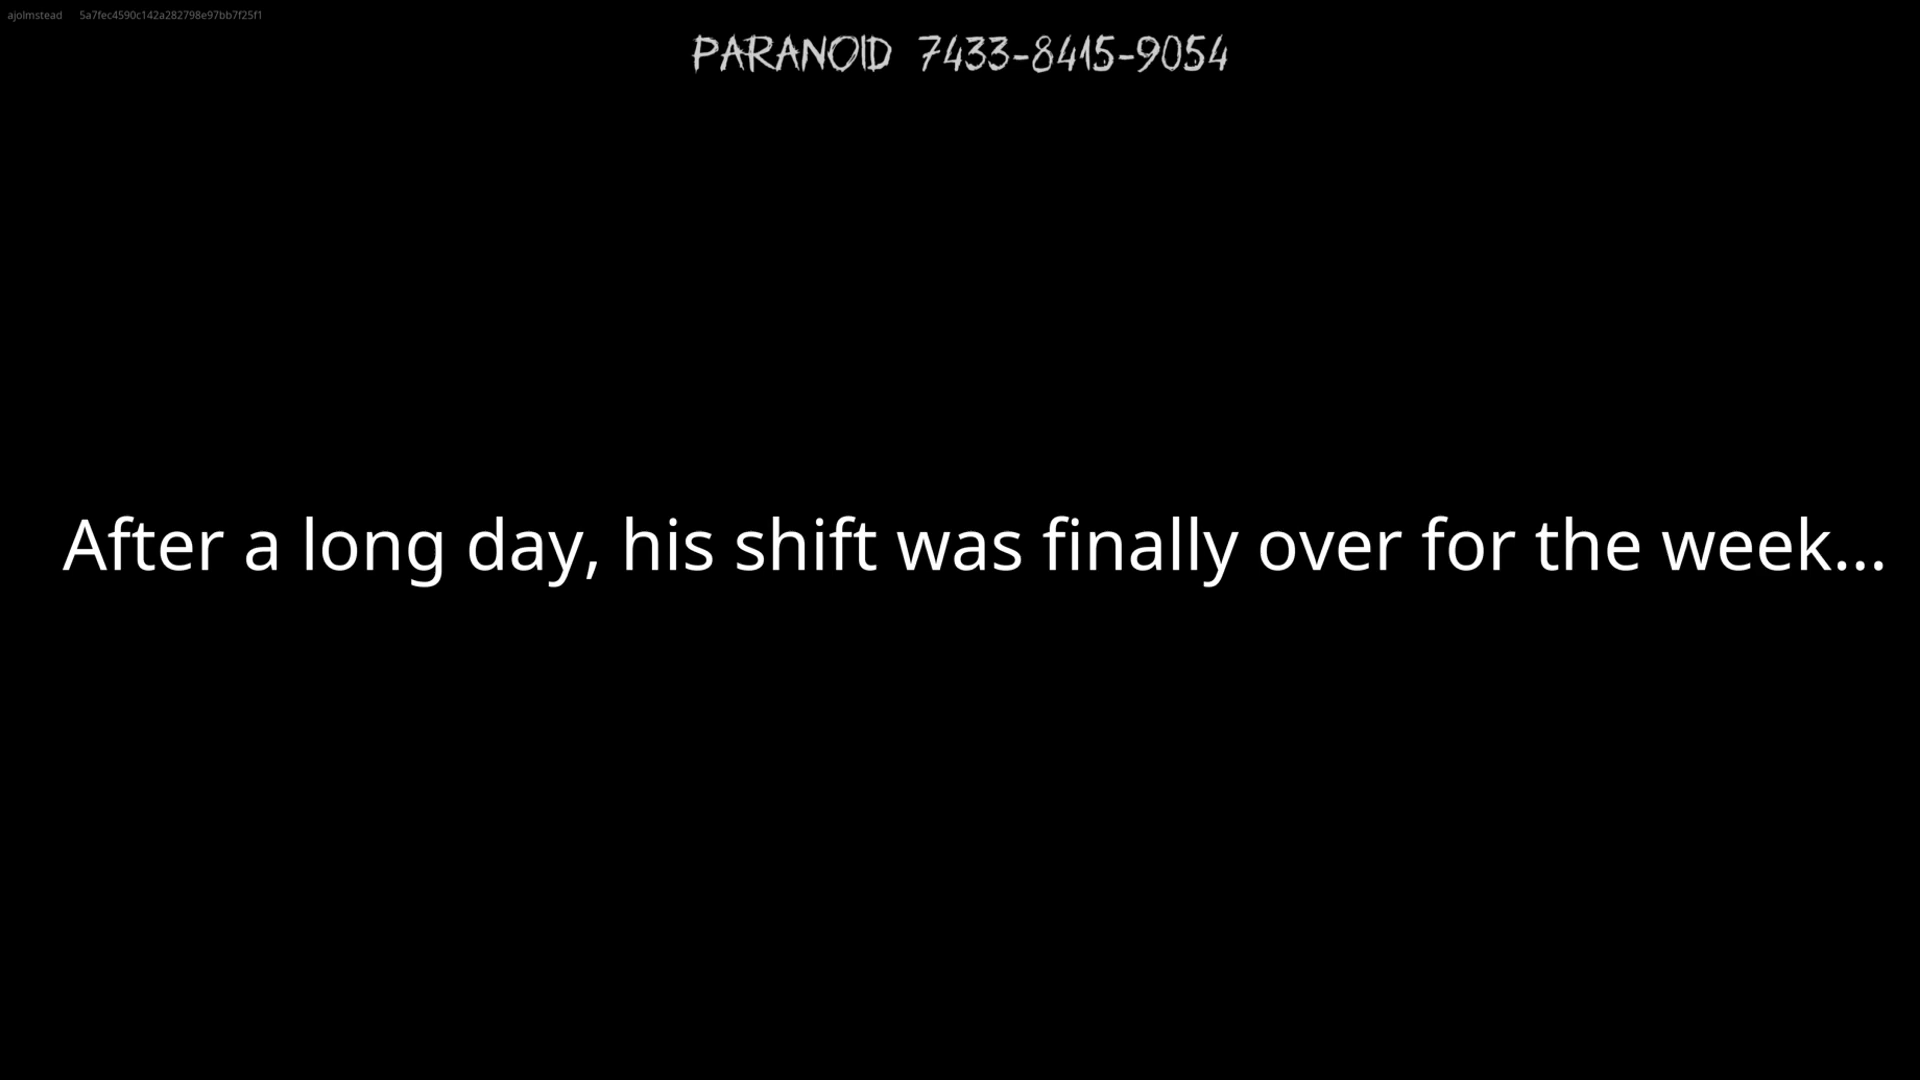 ajolmstead 5a7fec4590c142a282798e97bb7f25f1
PARANOID 7433-8415-9054
After a long day, his shift was finally over for the week...